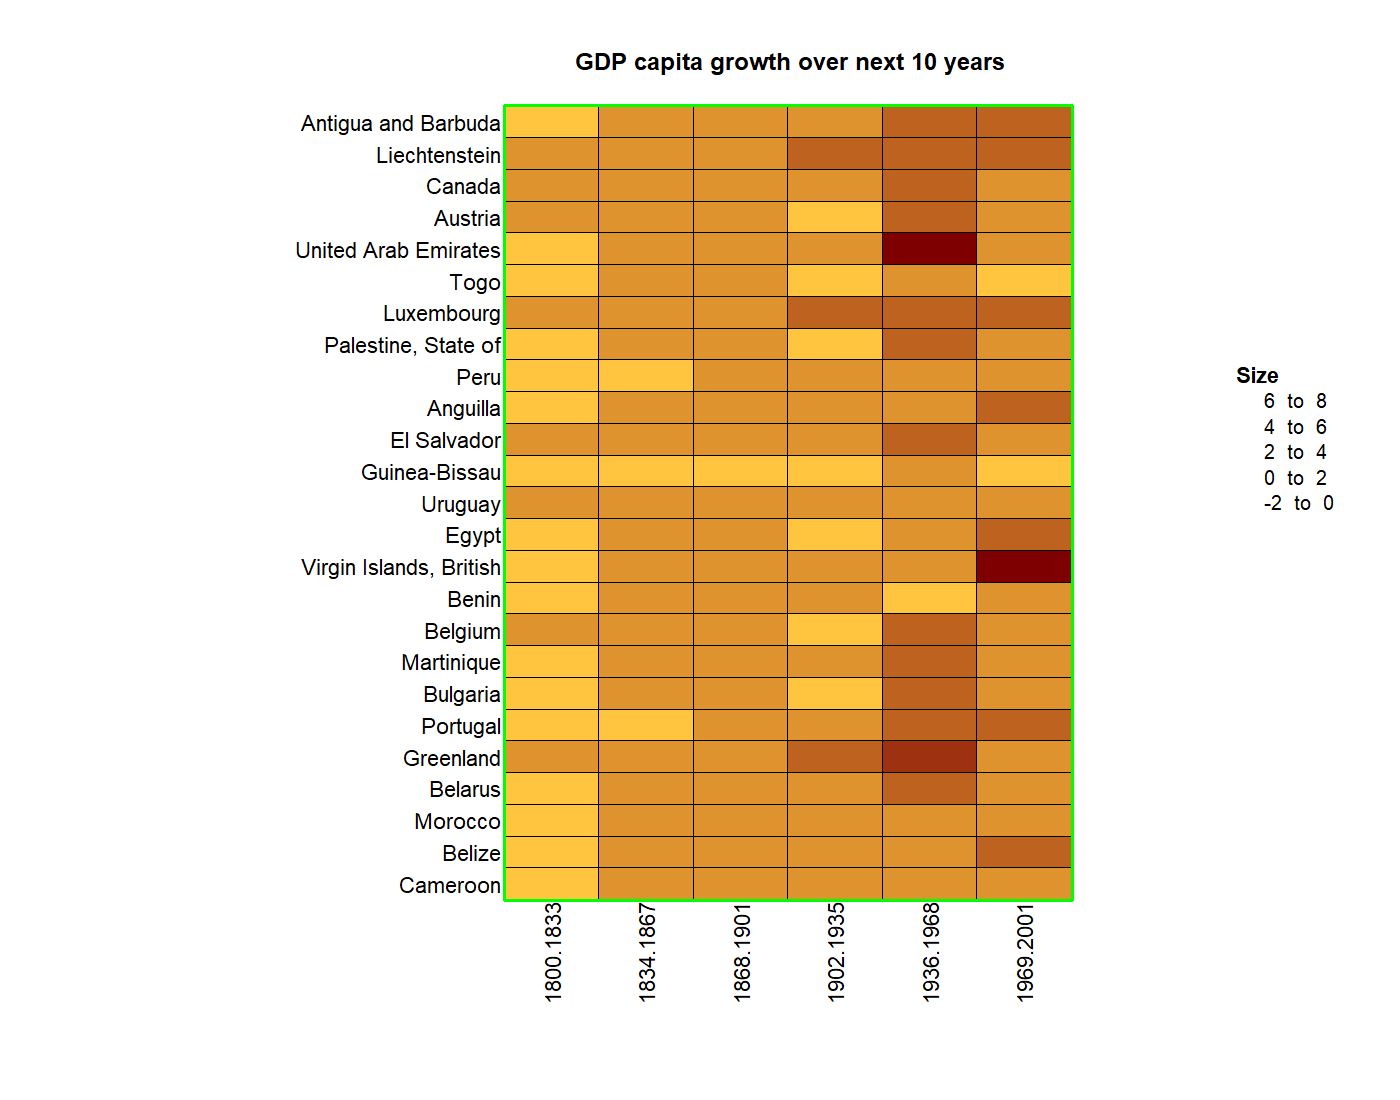 GDP capita growth over next 10 years
Antigua and Barbuda
Liechtenstein
Canada
Austria
United Arab Emirates
Togo
Luxembourg
Palestine, State of
Peru
Anguilla
El Salvador
Guinea-Bissau
Uruguay
Egypt
Virgin Islands, British
Benin
Belgium
Martinique
Bulgaria
Portugal
Greenland
Belarus
Morocco
Belize
Cameroon
1800.1833
1834.1867
1868.1901
1902.1935
1936.1968
1969.2001
Size
6 to 8
4 to 6
2 to 4
0 to 2
-2 to 0